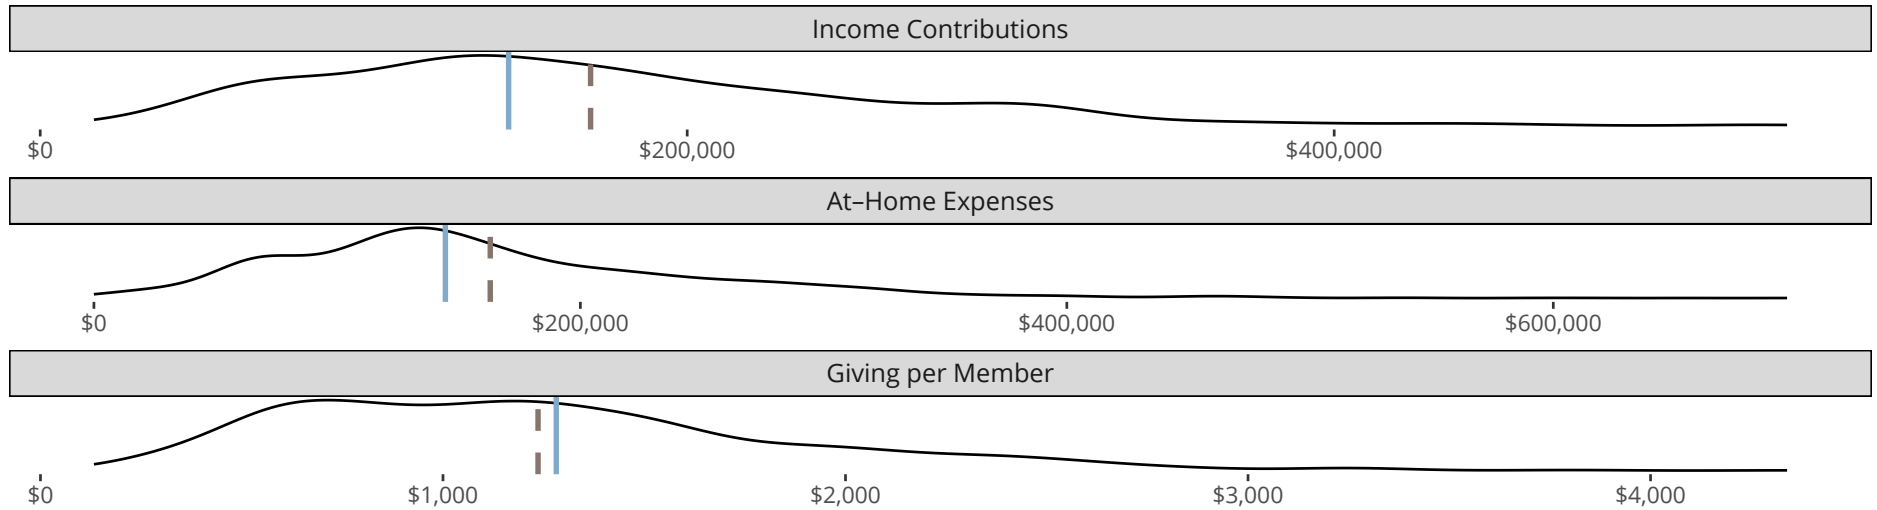 Income Contributions
$0 $200,000 $400,000
At–Home Expenses
$0 $200,000 $400,000 $600,000
Giving per Member
$0 $1,000 $2,000 $3,000 $4,000